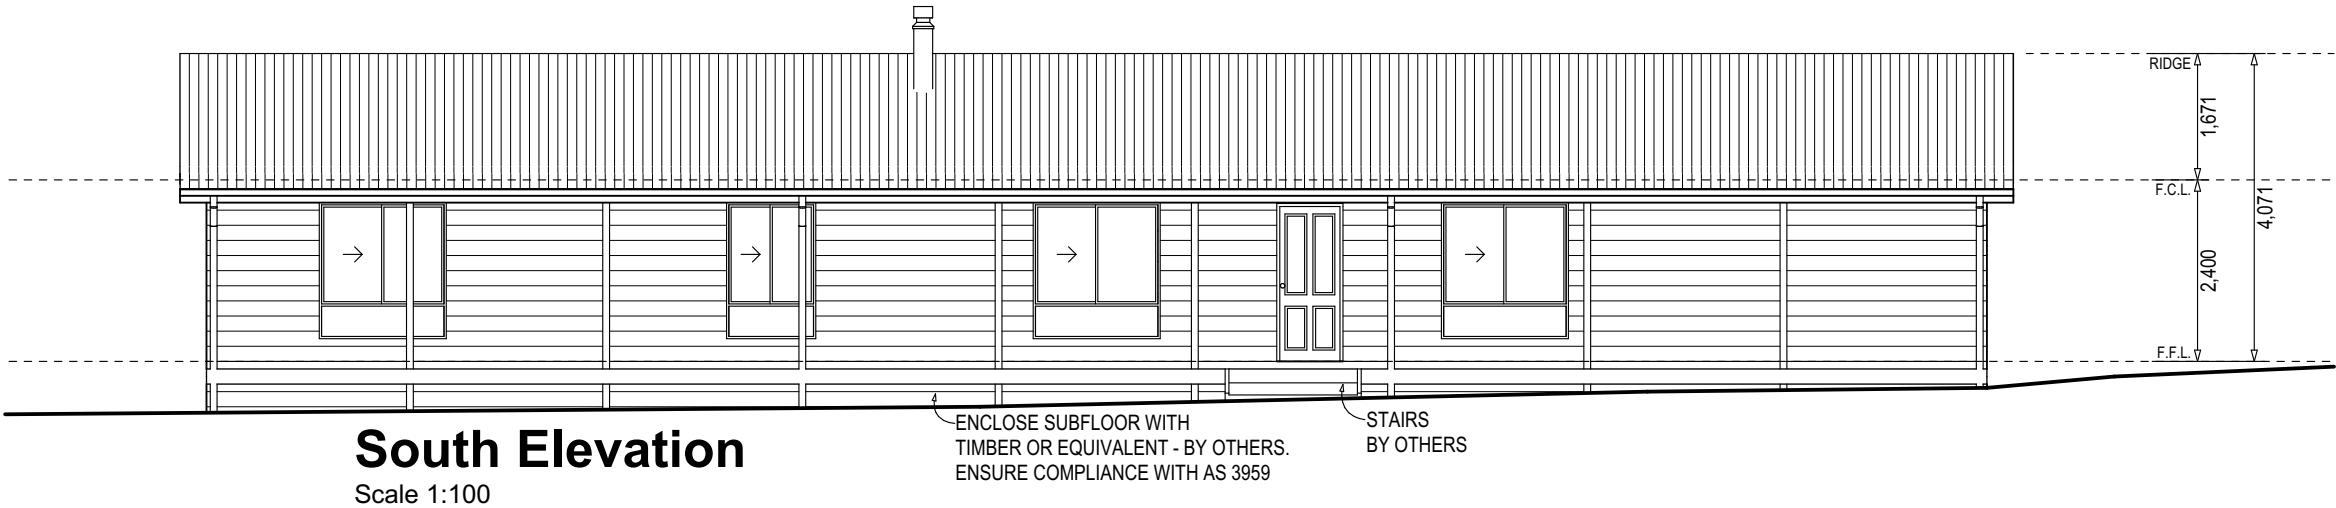 RIDGE
1,671
F.C.L.
4,071
2,400
F.F.L.
ENCLOSE SUBFLOOR WITH
TIMBER OR EQUIVALENT - BY OTHERS.
ENSURE COMPLIANCE WITH AS 3959
STAIRS
BY OTHERS
South Elevation
Scale 1:100